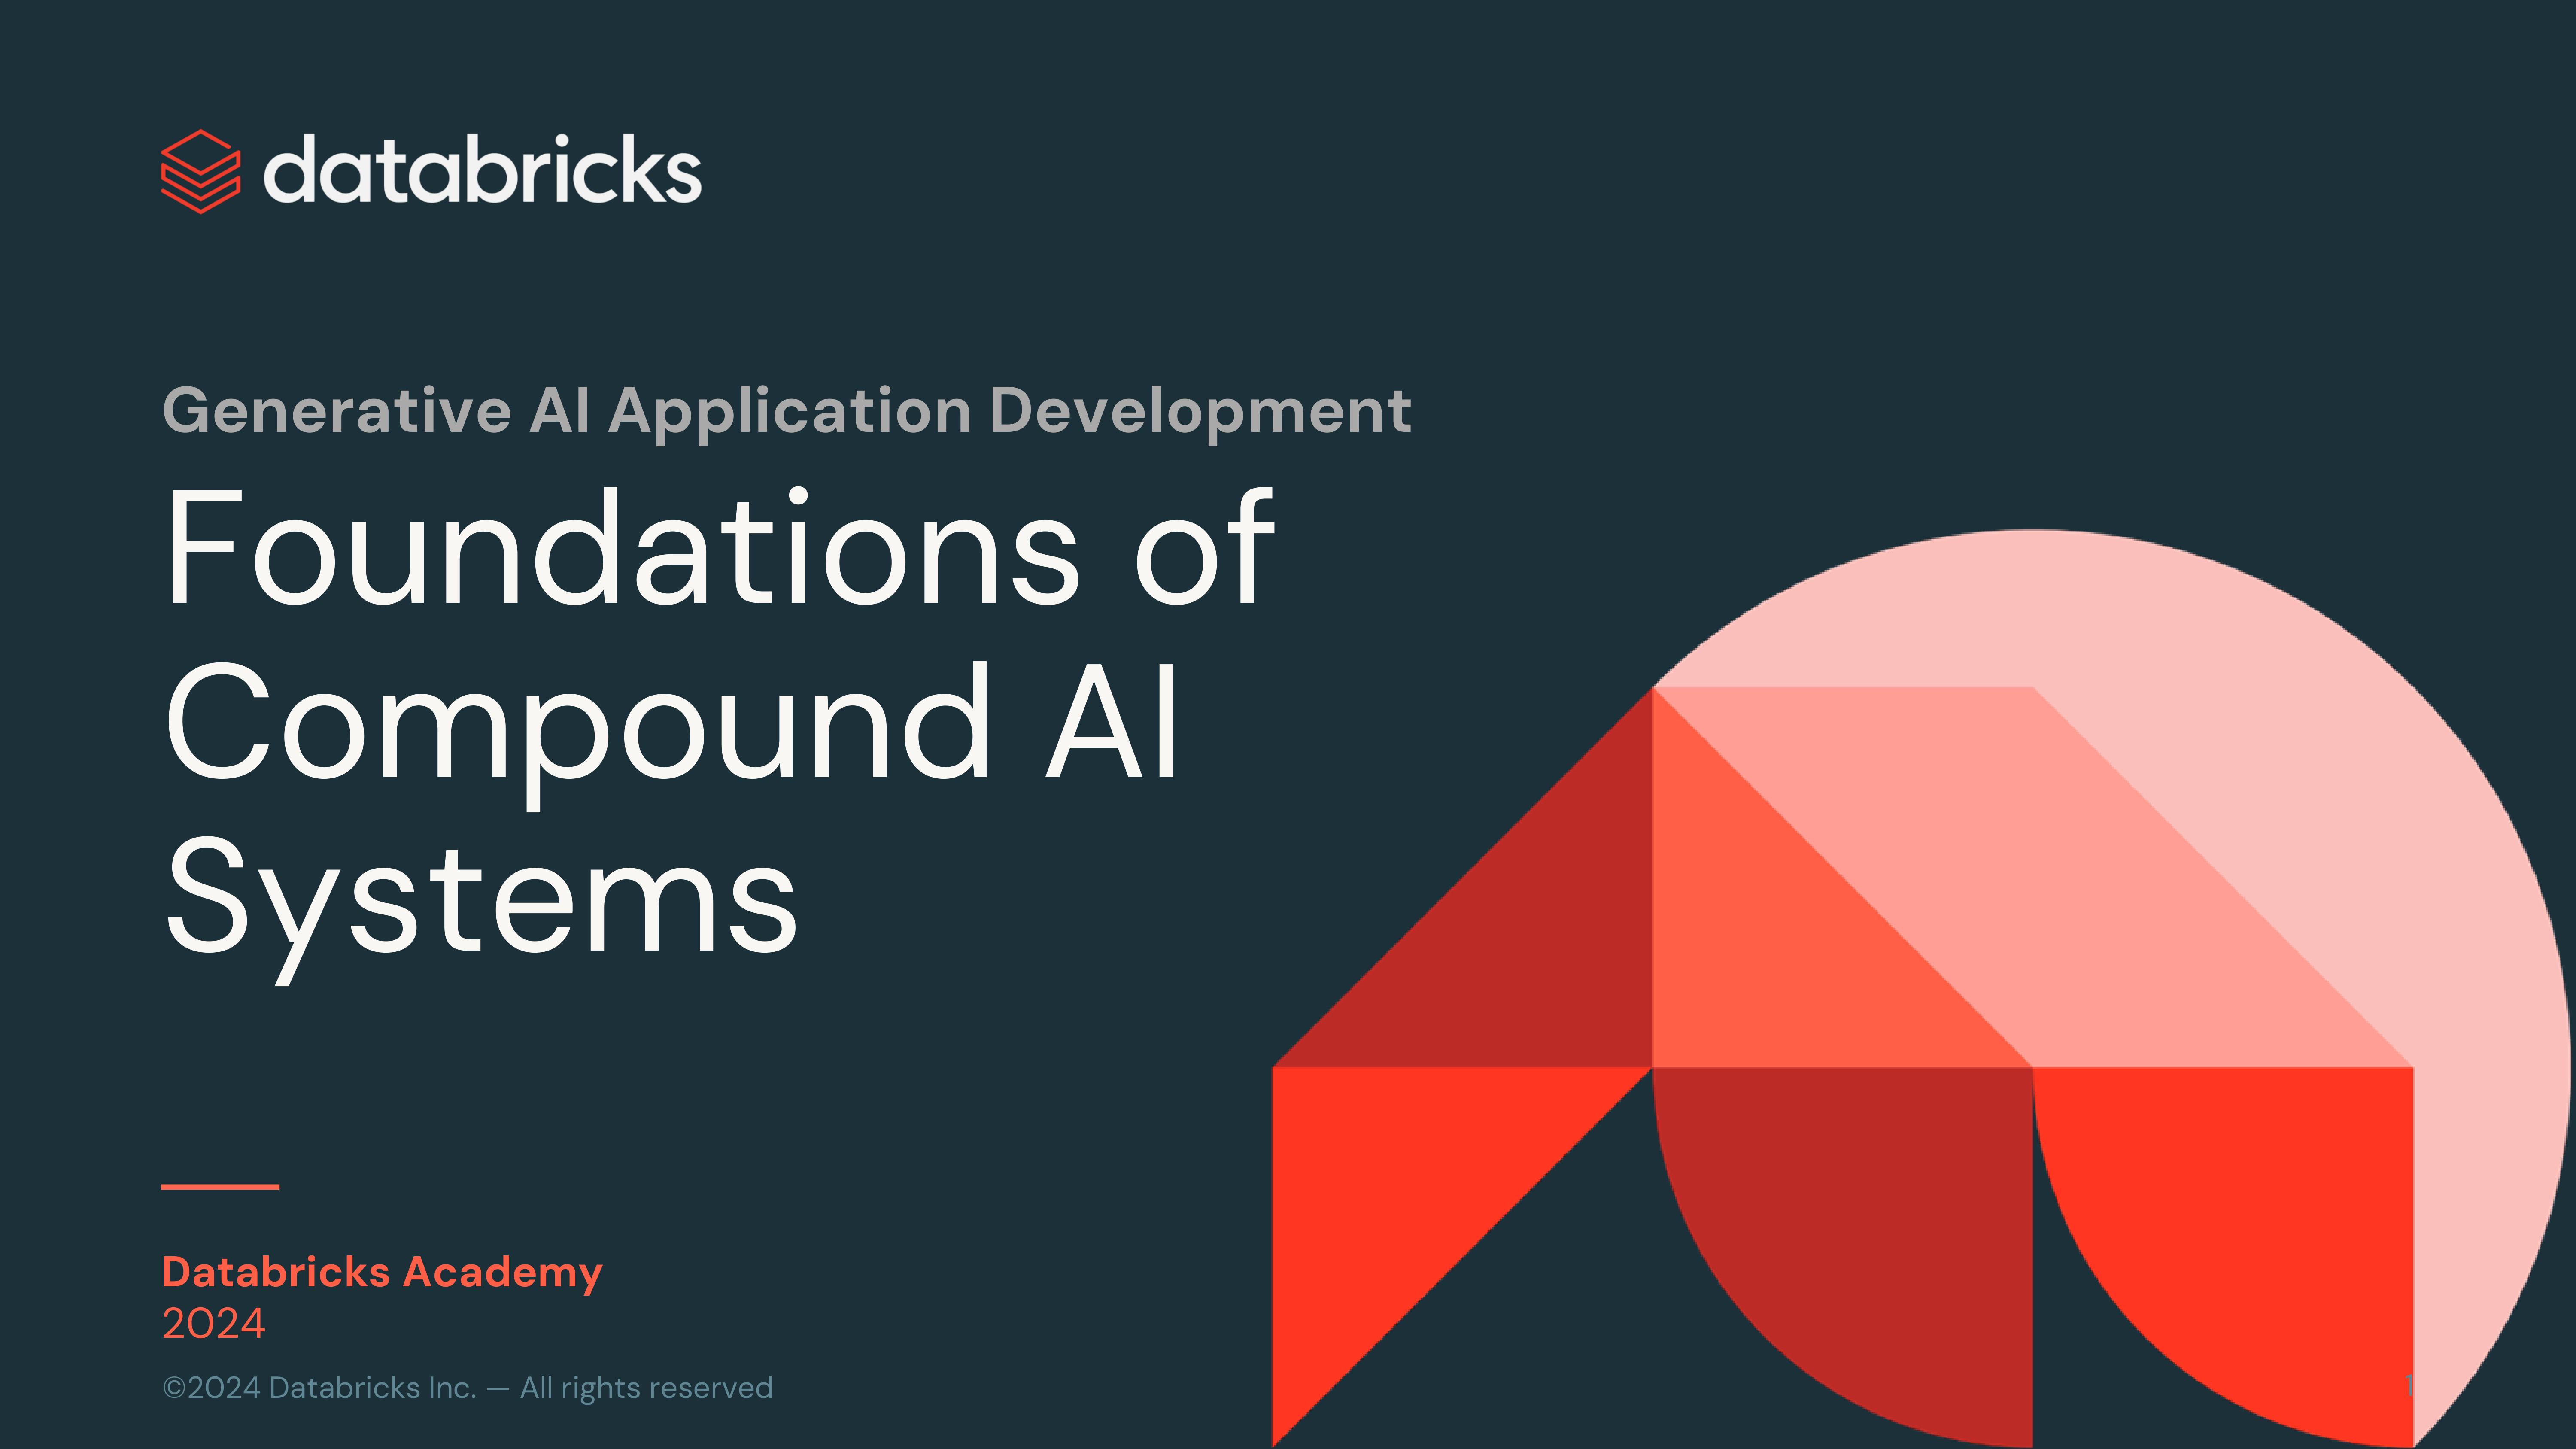 databricks
Generative AI Application Development
Foundations of
Compound AI
Systems
Databricks Academy
2024
©2024 Databricks Inc. — All rights reserved
1